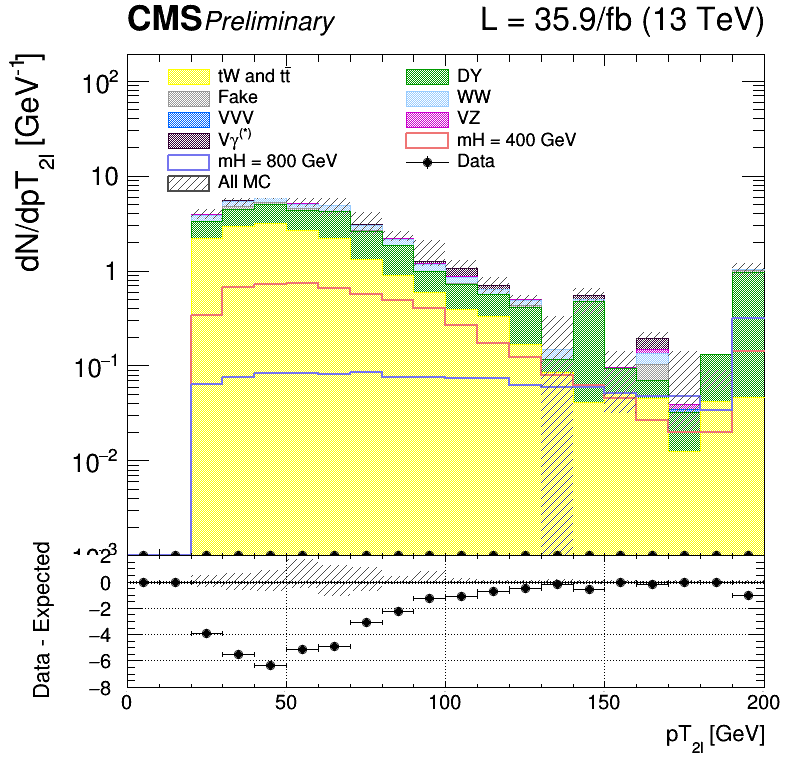 CMS Preliminary L = 35.9/fb (13 TeV)
dN/dpT2l [GeV-1]
tW and tt̄ DY
Fake WW
VVV VZ
Vγ(*) mH = 400 GeV
mH = 800 GeV Data
All MC
10²
10
1
10⁻¹
10⁻²
Data - Expected
2
0
−2
−4
−6
−8
0 50 100 150 200
pT2l [GeV]